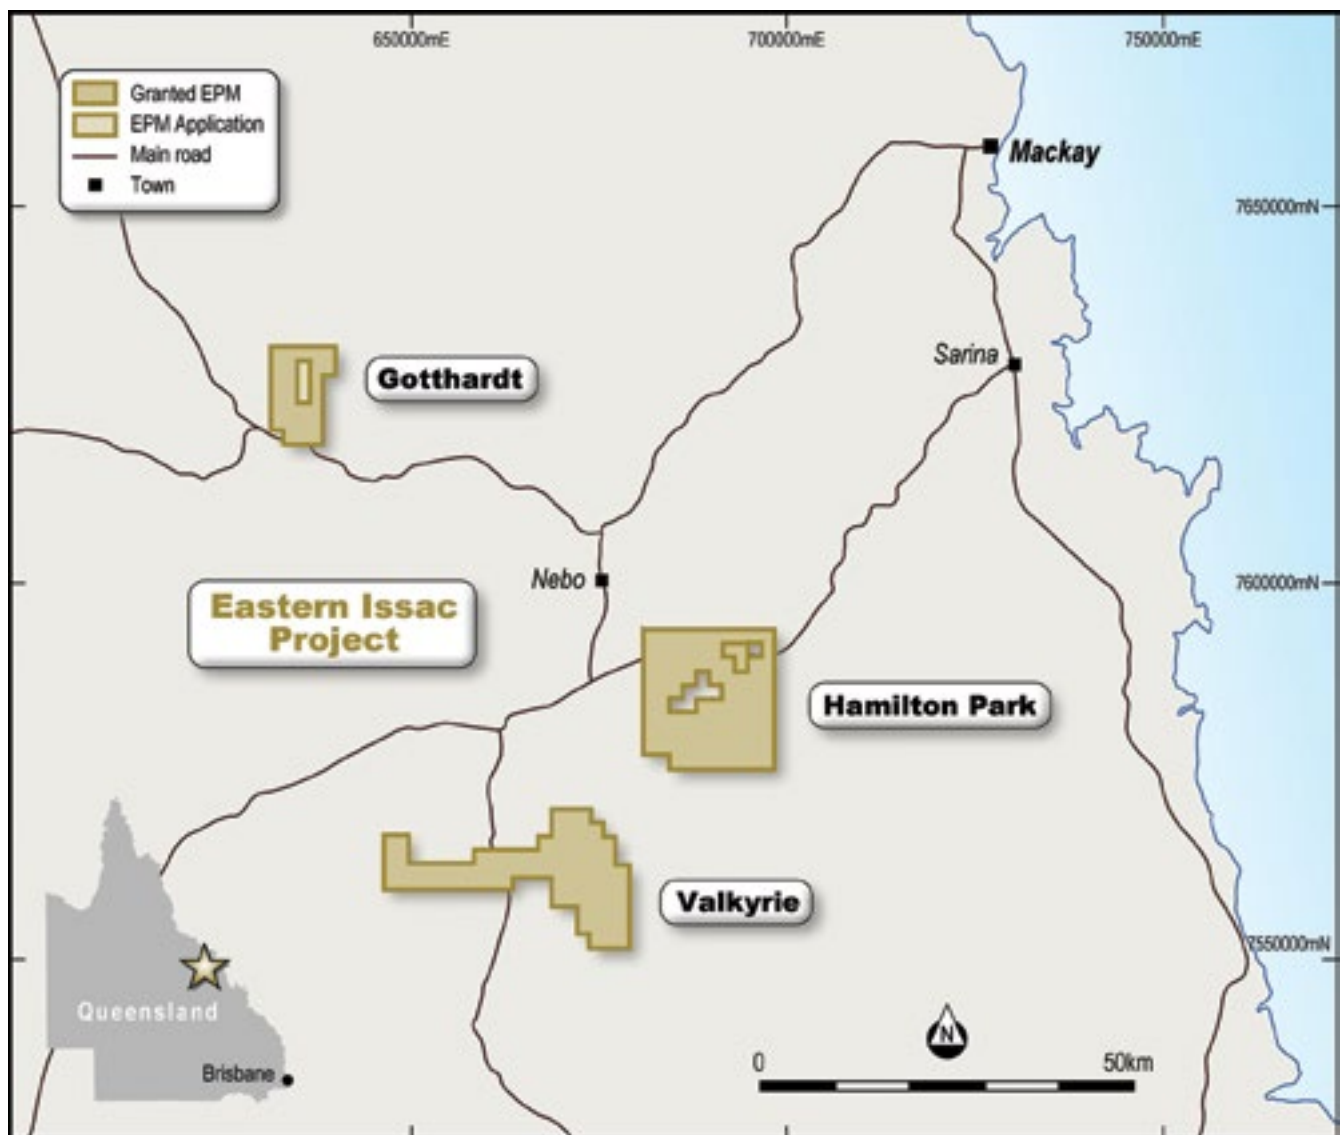 650000mE
700000mE
750000mE
Granted EPM
EPM Application
Main road
Town
Mackay
7650000mN
Sarina
Gotthardt
Nebo
7600000mN
Eastern Issac
Project
Hamilton Park
Valkyrie
7550000mN
Queensland
Brisbane
N
0
50km